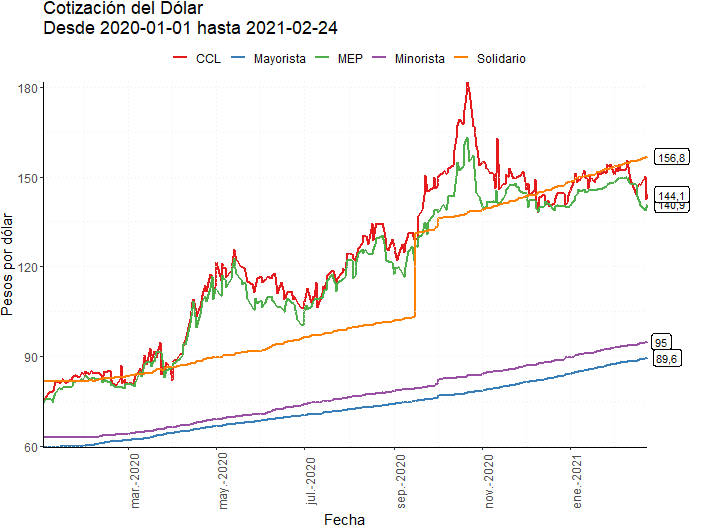 Cotización del Dólar
Desde 2020-01-01 hasta 2021-02-24
CCL Mayorista MEP Minorista Solidario
Pesos por dólar
180
150
120
90
60
156,8
144,1
140,9
95
89,6
mar.-2020
may.-2020
jul.-2020
sep.-2020
nov.-2020
ene.-2021
Fecha